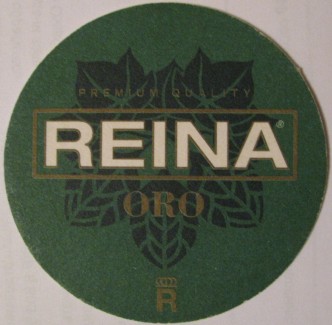 PREMIUM QUALITY
REINA®
ORO
R